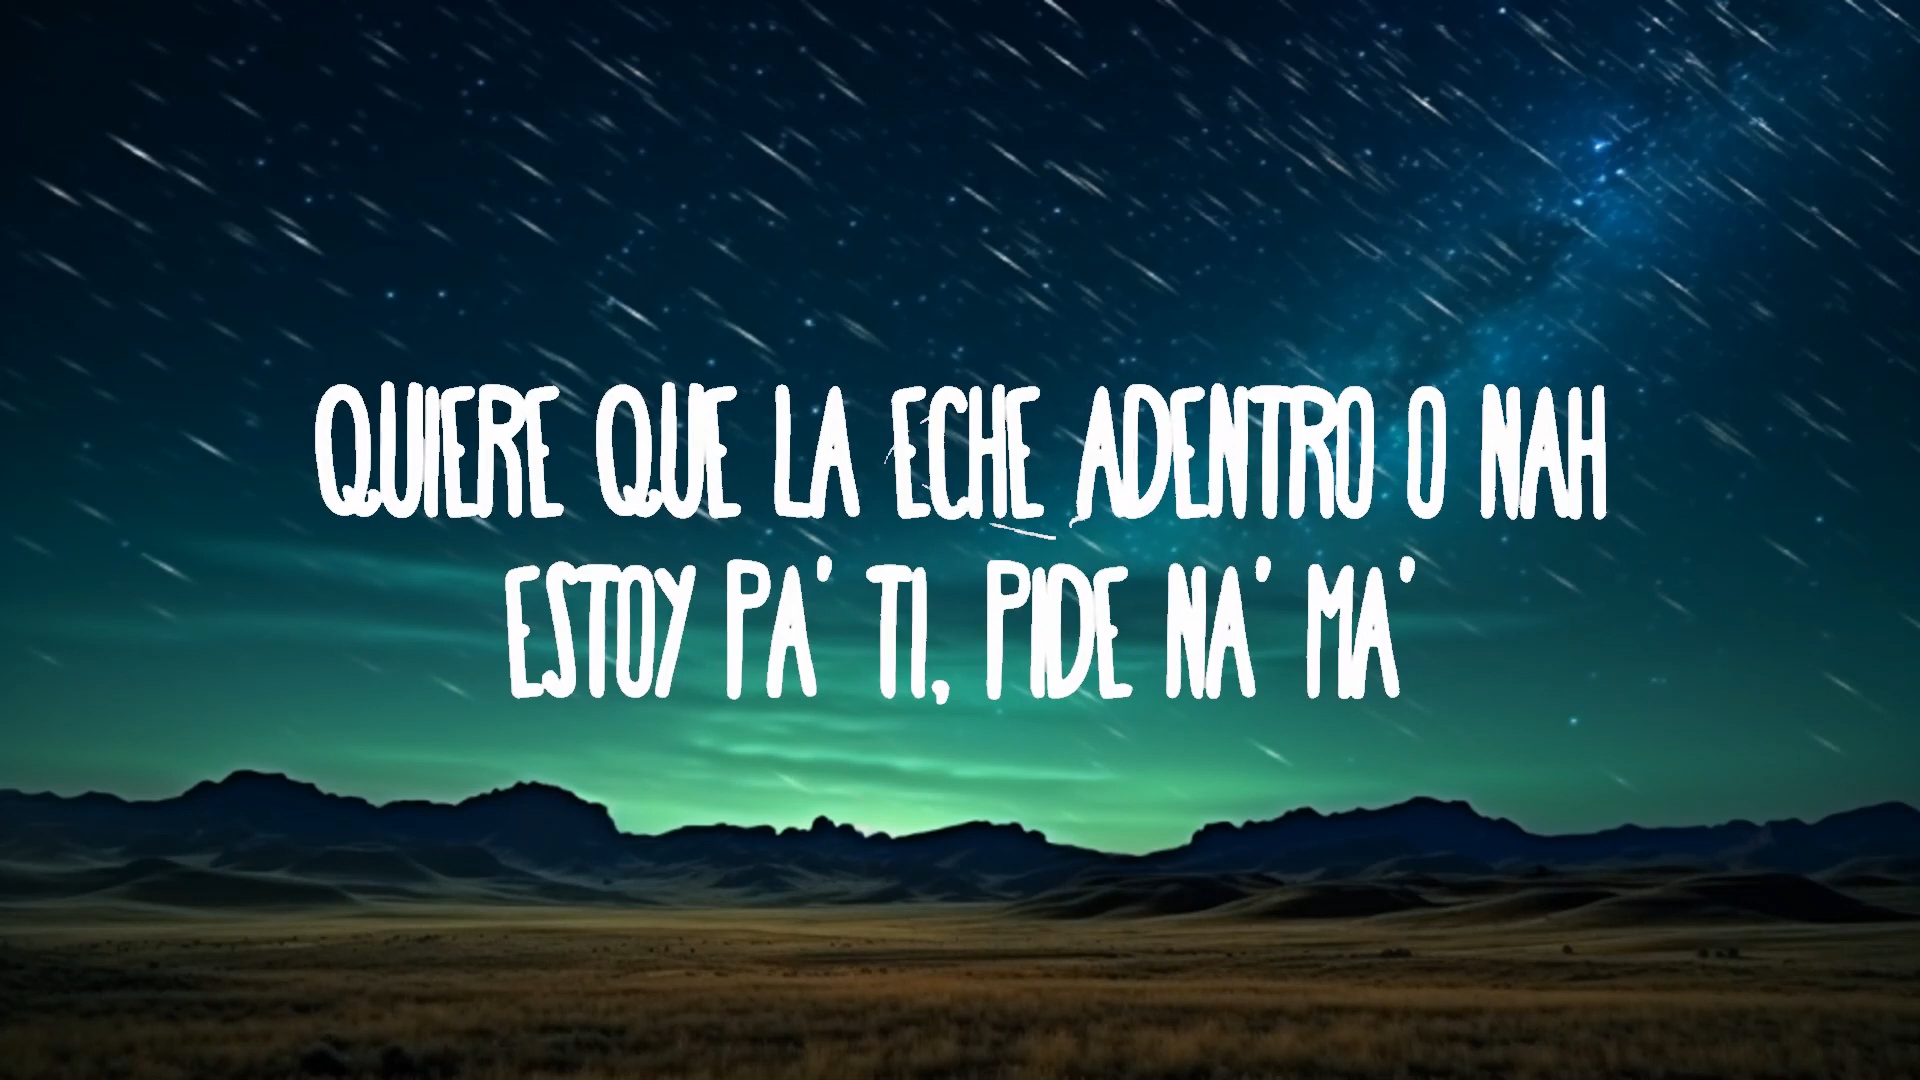 QUIERE QUE LA ECHE ADENTRO O NAH
ESTOY PA' TI, PIDE NA' MA'